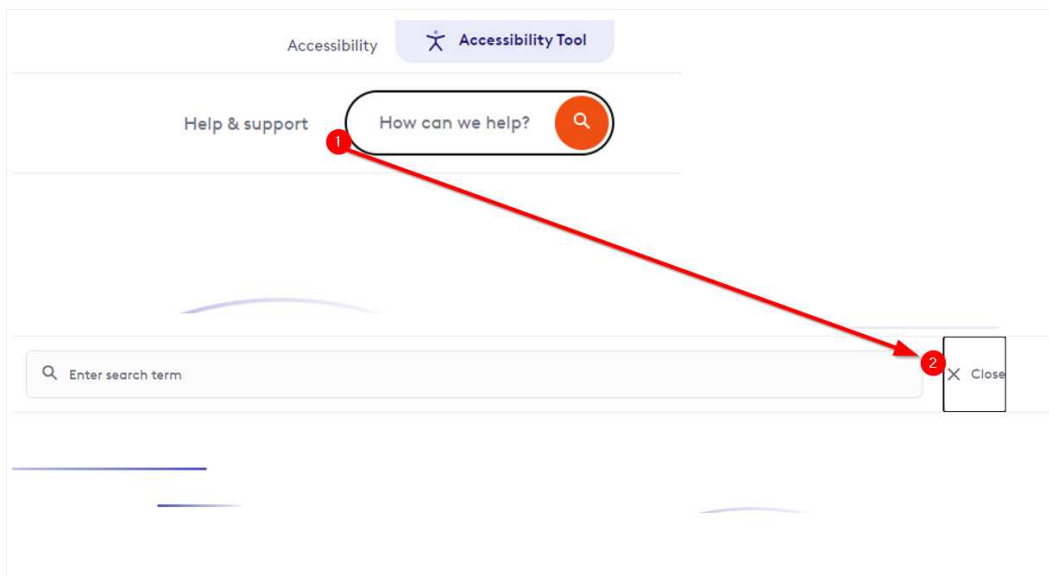 Accessibility
Accessibility Tool
Help & support
How can we help?
1
2
Enter search term
Close